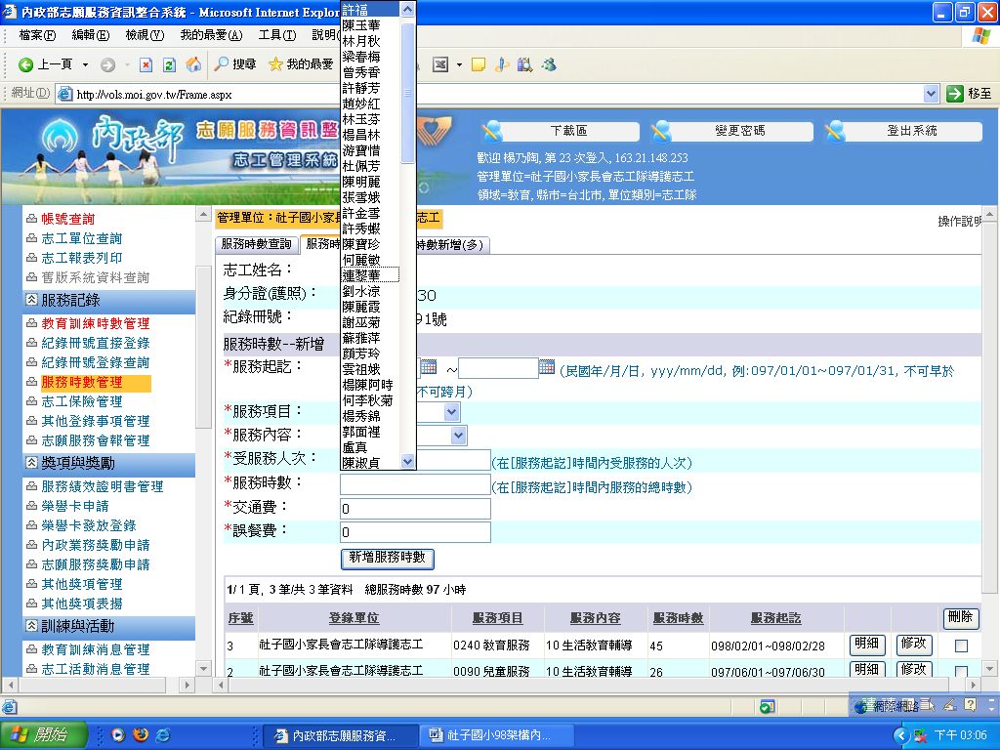 內政部志願服務資訊整合系統 - Microsoft Internet Explor
檔案(F) 編輯(E) 檢視(V) 我的最愛(A) 工具(T) 說明(
上一頁 搜尋 我的最愛
網址(D) http://vols.moi.gov.tw/Frame.aspx 移至
內政部 志願服務資訊整
志工管理系統
下載區 變更密碼 登出系統
歡迎 楊乃陶, 第 23 次登入, 163.21.148.253
管理單位=社子國小家長會志工隊導護志工
領域=教育, 縣市=台北市, 單位類別=志工隊
許福
陳玉華
林月秋
梁春梅
曾秀香
許靜芳
趙妙紅
林玉芬
楊昌林
游寶惜
杜佩芳
陳明麗
張雪娥
許金雪
許秀蝦
陳寶珍
何麗敏
連黎華
劉水涼
陳麗霞
謝巫菊
蘇雅萍
顏芳玲
雲祖娥
楊陳阿時
何李秋菊
楊秀錦
郭面裡
盧真
陳淑貞
帳號查詢
志工單位查詢
志工報表列印
舊版系統資料查詢
服務記錄
教育訓練時數管理
紀錄冊號直接登錄
紀錄冊號登錄查詢
服務時數管理
志工保險管理
其他登錄事項管理
志願服務會報管理
獎項與獎勵
服務績效證明書管理
榮譽卡申請
榮譽卡發放登錄
內政業務獎勵申請
志願服務獎勵申請
其他獎項管理
其他獎項表揚
訓練與活動
教育訓練消息管理
志工活動消息管理
管理單位：社子國小家長 志工
操作說明
服務時數查詢 服務時 時數新增(多)
志工姓名：
身分證(護照)： 30
紀錄冊號： 91號
服務時數--新增
*服務起訖： ~ (民國年/月/日, yyy/mm/dd, 例:097/01/01~097/01/31, 不可早於
不可跨月)
*服務項目：
*服務內容：
*受服務人次： (在[服務起訖]時間內受服務的人次)
*服務時數： (在[服務起訖]時間內服務的總時數)
*交通費： 0
*誤餐費： 0
新增服務時數
1/ 1 頁, 3 筆/共 3 筆資料 總服務時數 97 小時
序號 登錄單位 服務項目 服務內容 服務時數 服務起訖 刪除
3 社子國小家長會志工隊導護志工 0240 教育服務 10 生活教育輔導 45 098/02/01~098/02/28 明細 修改
2 社子國小家長會志工隊導護志工 0090 兒童服務 10 生活教育輔導 26 097/06/01~097/06/30 明細 修改
網際網路
開始 內政部志願服務資... 社子國小98架構內... 下午 03:06